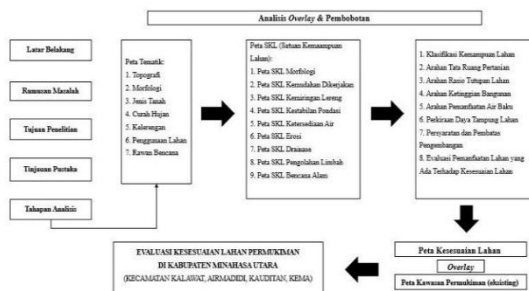 Analisis Overlay & Pembobotan
Latar Belakang
Rumusan Masalah
Tujuan Penelitian
Tinjauan Pustaka
Tahapan Analisis
Peta Tematik:
1. Topografi
2. Morfologi
3. Jenis Tanah
4. Curah Hujan
5. Kelerangan
6. Penggunaan Lahan
7. Rawan Bencana
Peta SKL (Satuan Kemaampuan
Lahan):
1. Peta SKL Morfologi
2. Peta SKL Kemudahan Dikerjakan
3. Peta SKL Kemiringan Lereng
4. Peta SKL Kestabilan Pondasi
5. Peta SKL Ketersediaan Air
6. Peta SKL Erosi
7. Peta SKL Drainase
8. Peta SKL Pengolahan Limbah
9. Peta SKL Bencana Alam
1. Klasifikasi Kemampuan Lahan
2. Arahan Tata Ruang Pertanian
3. Arahan Rasio Tutupan Lahan
4. Arahan Ketinggian Bangunan
5. Arahan Pemanfaatan Air Baku
6. Perkiraan Daya Tampung Lahan
7. Persyaratan dan Pembatas
Pengembangan
8. Evaluasi Pemanfaatan Lahan yang
Ada Terhadap Kesesuaian Lahan
Peta Kesesuaian Lahan
Overlay
Peta Kawasan Permukiman (eksisting)
EVALUASI KESESUAIAN LAHAN PERMUKIMAN
DI KABUPATEN MINAHASA UTARA
(KECAMATAN KALAWAT, AIRMADIDI, KAUDITAN, KEMA)